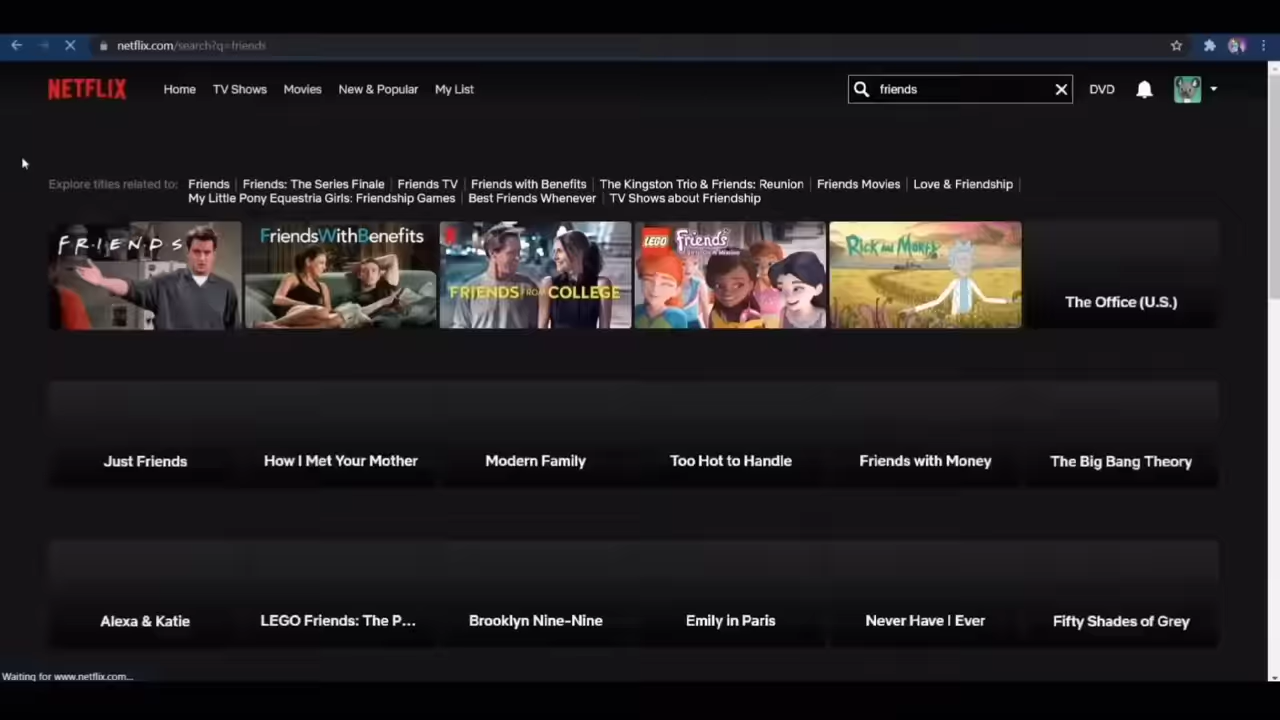 netflix.com/search?q=friends
NETFLIX Home TV Shows Movies New & Popular My List friends DVD
Explore titles related to: Friends | Friends: The Series Finale | Friends TV | Friends with Benefits | The Kingston Trio & Friends: Reunion | Friends Movies | Love & Friendship |
My Little Pony Equestria Girls: Friendship Games | Best Friends Whenever | TV Shows about Friendship
F·R·I·E·N·D·S
FriendsWithBenefits
FRIENDS FROM COLLEGE
LEGO Friends
Rick and Morty
The Office (U.S.)
Just Friends
How I Met Your Mother
Modern Family
Too Hot to Handle
Friends with Money
The Big Bang Theory
Alexa & Katie
LEGO Friends: The P...
Brooklyn Nine-Nine
Emily in Paris
Never Have I Ever
Fifty Shades of Grey
Waiting for www.netflix.com...